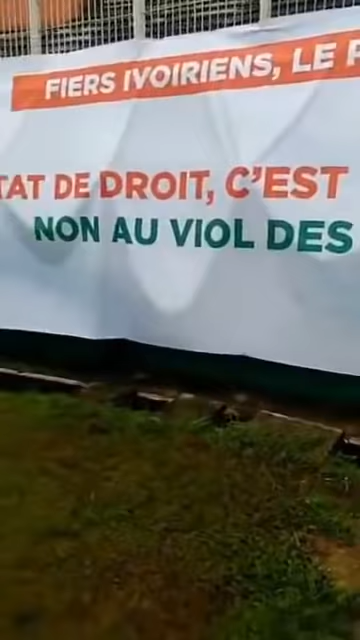 FIERS IVOIRIENS, LE
TAT DE DROIT, C'EST
NON AU VIOL DES